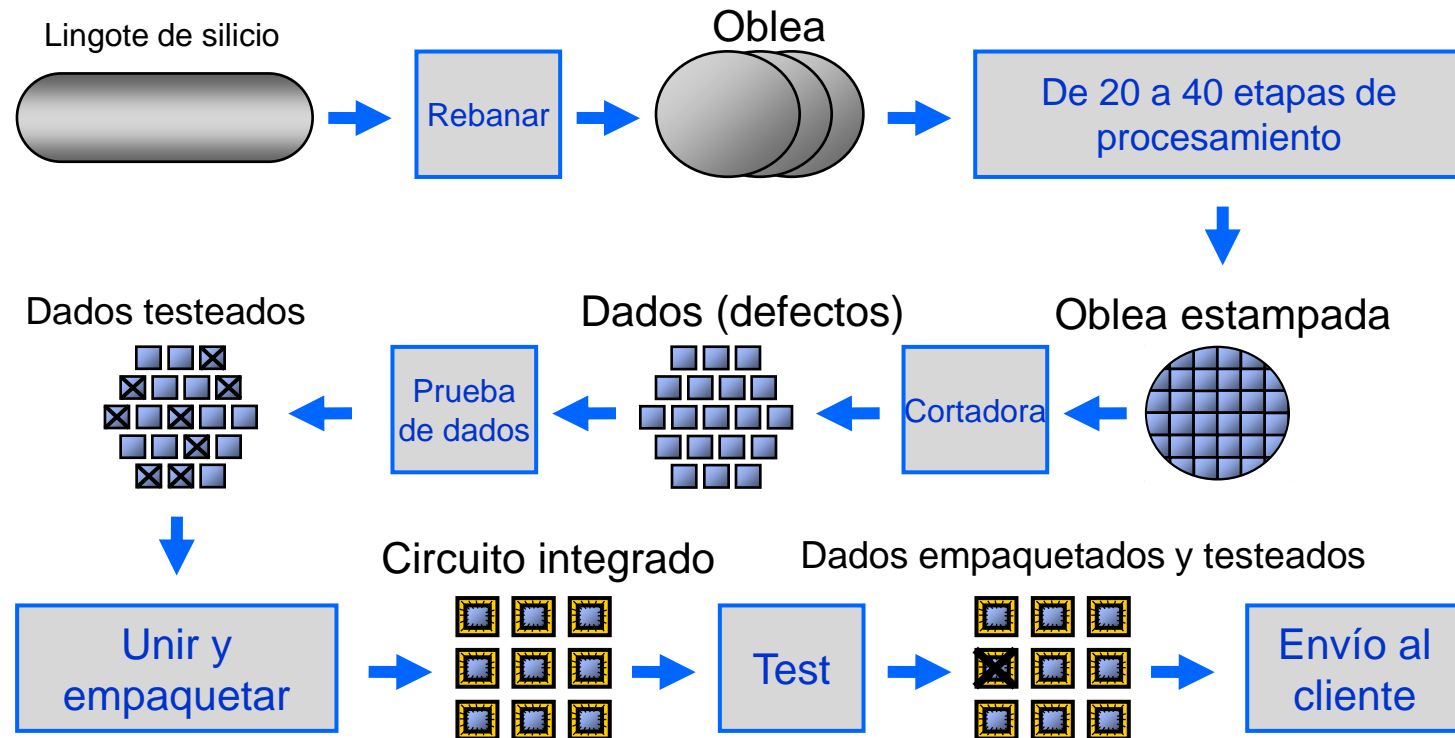 Lingote de silicio
Oblea
Rebanar
De 20 a 40 etapas de
procesamiento
Dados testeados
Dados (defectos)
Oblea estampada
Prueba
de dados
Cortadora
Circuito integrado
Dados empaquetados y testeados
Unir y
empaquetar
Test
Envío al
cliente